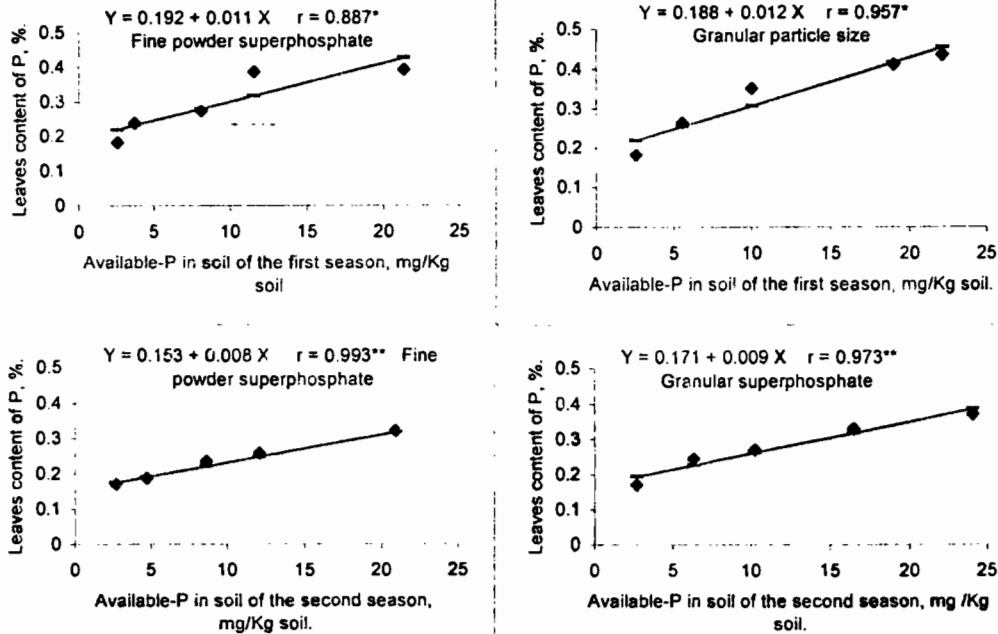 Y = 0.192 + 0.011 X r = 0.887*
Fine powder superphosphate
Leaves content of P, %.
0.5
0.4
0.3
0.2
0.1
0
0 5 10 15 20 25
Available-P in soil of the first season, mg/Kg
soil
Y = 0.188 + 0.012 X r = 0.957*
Granular particle size
Leaves content of P, %.
0.5
0.4
0.3
0.2
0.1
0
0 5 10 15 20 25
Available-P in soil of the first season, mg/Kg soil.
Y = 0.153 + 0.008 X r = 0.993** Fine
powder superphosphate
Leaves content of P, %.
0.5
0.4
0.3
0.2
0.1
0
0 5 10 15 20 25
Available-P in soil of the second season,
mg/Kg soil.
Y = 0.171 + 0.009 X r = 0.973**
Granular superphosphate
Leaves content of P, %.
0.5
0.4
0.3
0.2
0.1
0
0 5 10 15 20 25
Available-P in soil of the second season, mg /Kg
soil.